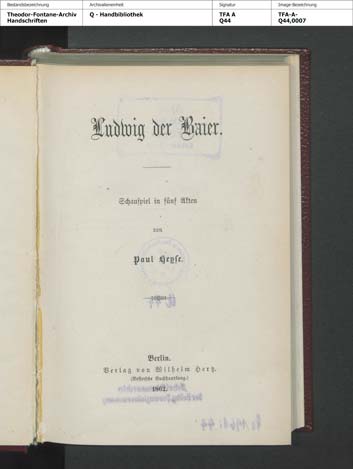 Bestandsbezeichnung
Theodor-Fontane-Archiv
Handschriften
Archivalieneinheit
Q - Handbibliothek
Signatur
TFA A
Q44
Image-Bezeichnung
TFA-A-
Q44,0007
Ludwig der Baier.
Schauspiel in fünf Akten
von
Paul Heyse.
Berlin.
Verlag von Wilhelm Hertz.
(Bessersche Buchhandlung.)
1862.